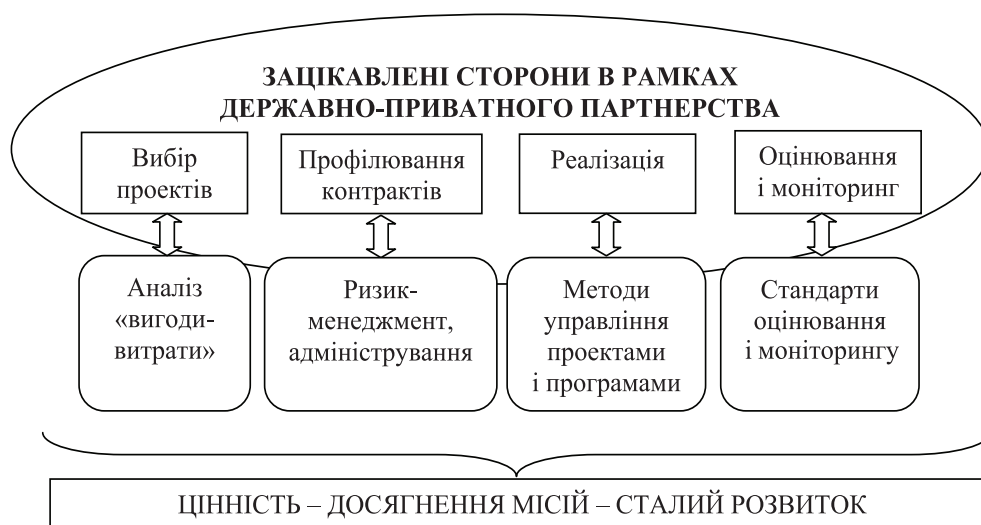 ЗАЦІКАВЛЕНІ СТОРОНИ В РАМКАХ
ДЕРЖАВНО-ПРИВАТНОГО ПАРТНЕРСТВА
Вибір
проектів
Профілювання
контрактів
Реалізація
Оцінювання
і моніторинг
Аналіз
«вигоди-
витрати»
Ризик-
менеджмент,
адміністрування
Методи
управління
проектами
і програмами
Стандарти
оцінювання
і моніторингу
ЦІННІСТЬ – ДОСЯГНЕННЯ МІСІЙ – СТАЛИЙ РОЗВИТОК